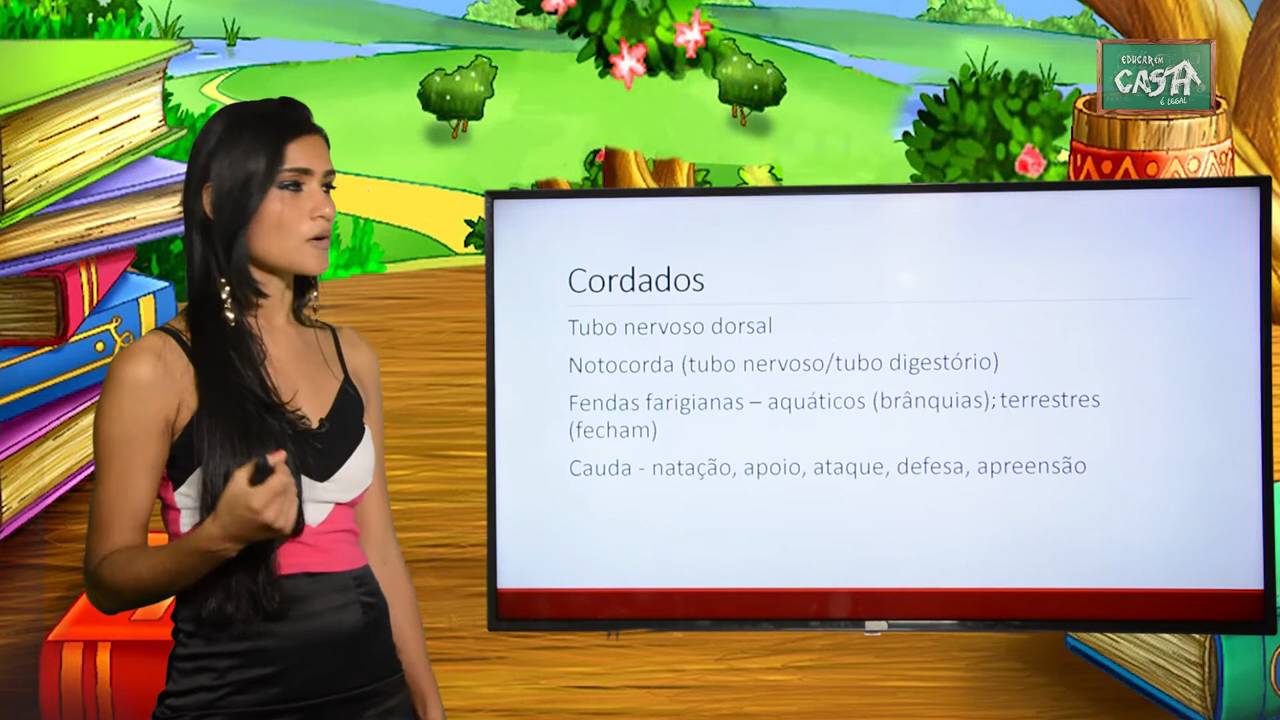 EDUCAR EM
CASA
É LEGAL
Cordados
Tubo nervoso dorsal
Notocorda (tubo nervoso/tubo digestório)
Fendas farigianas – aquáticos (brânquias); terrestres
(fecham)
Cauda - natação, apoio, ataque, defesa, apreensão